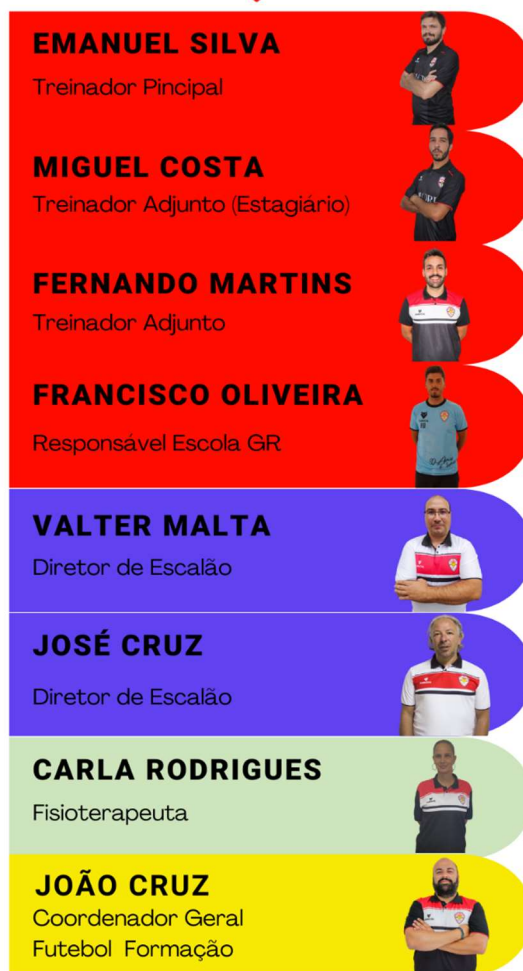 EMANUEL SILVA
Treinador Pincipal
MIGUEL COSTA
Treinador Adjunto (Estagiário)
FERNANDO MARTINS
Treinador Adjunto
FRANCISCO OLIVEIRA
Responsável Escola GR
VALTER MALTA
Diretor de Escalão
JOSÉ CRUZ
Diretor de Escalão
CARLA RODRIGUES
Fisioterapeuta
JOÃO CRUZ
Coordenador Geral
Futebol Formação